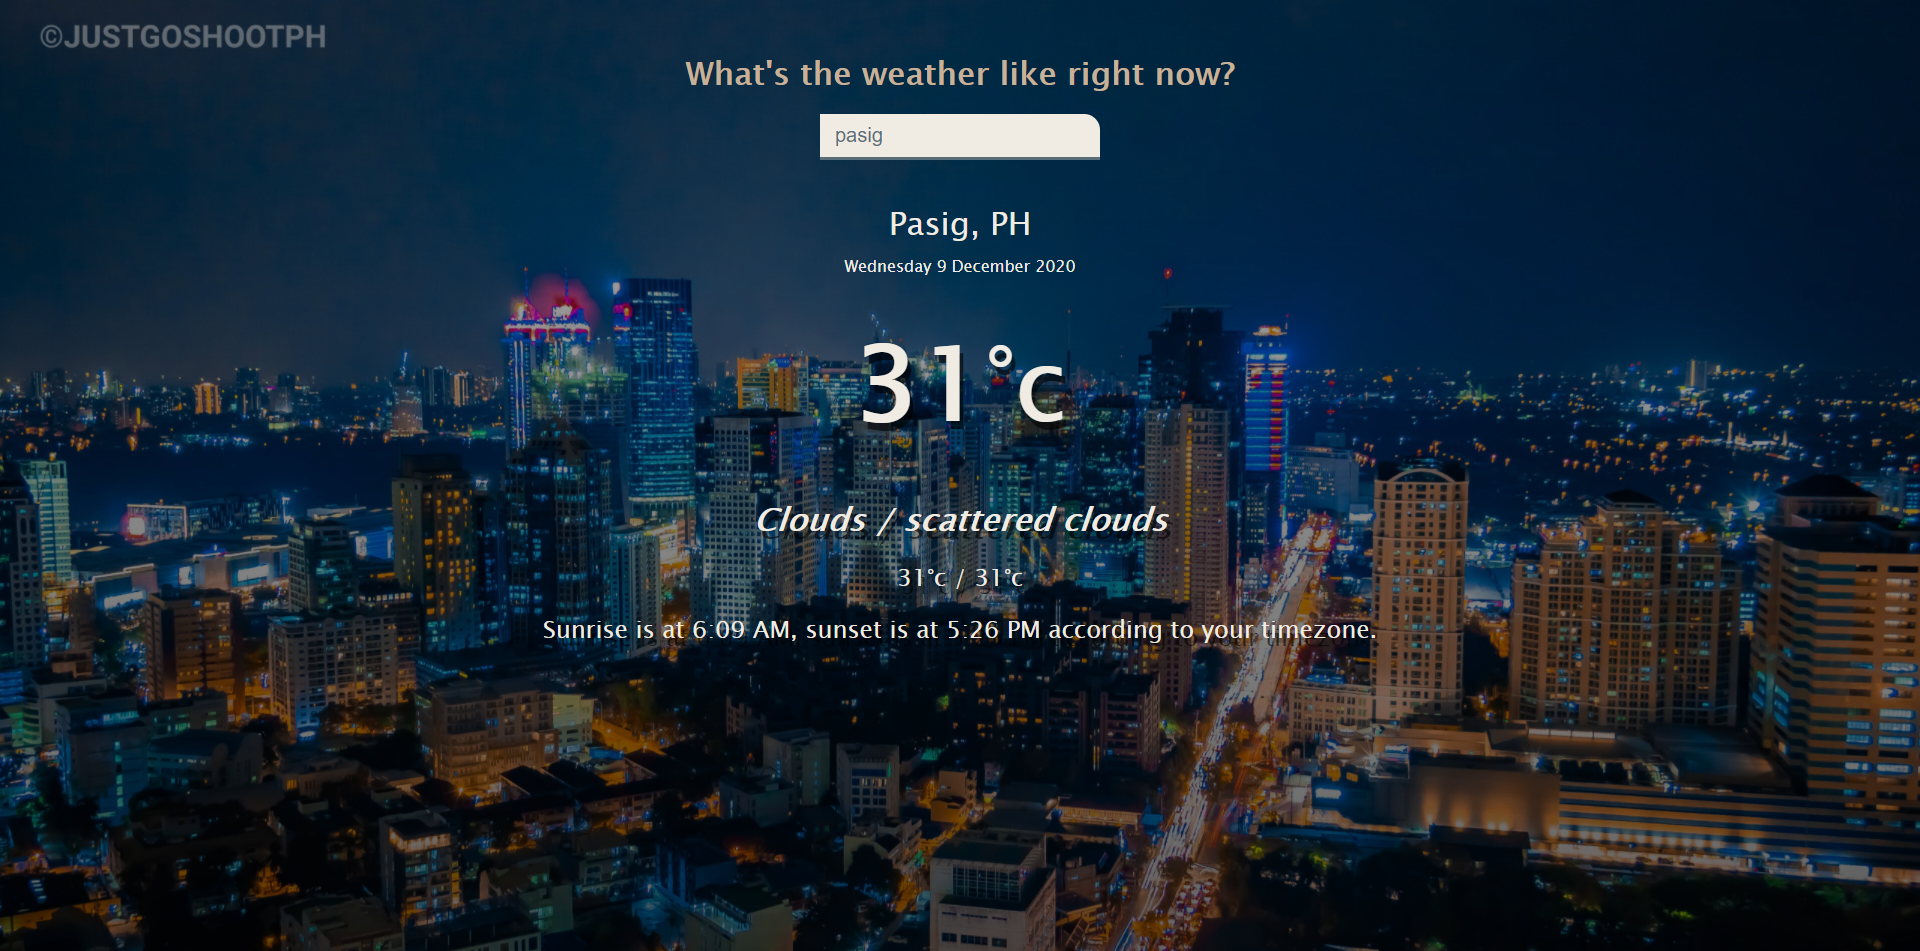 ©JUSTGOSHOOTPH
What's the weather like right now?
pasig
Pasig, PH
Wednesday 9 December 2020
31°c
Clouds / scattered clouds
31°c / 31°c
Sunrise is at 6:09 AM, sunset is at 5:26 PM according to your timezone.